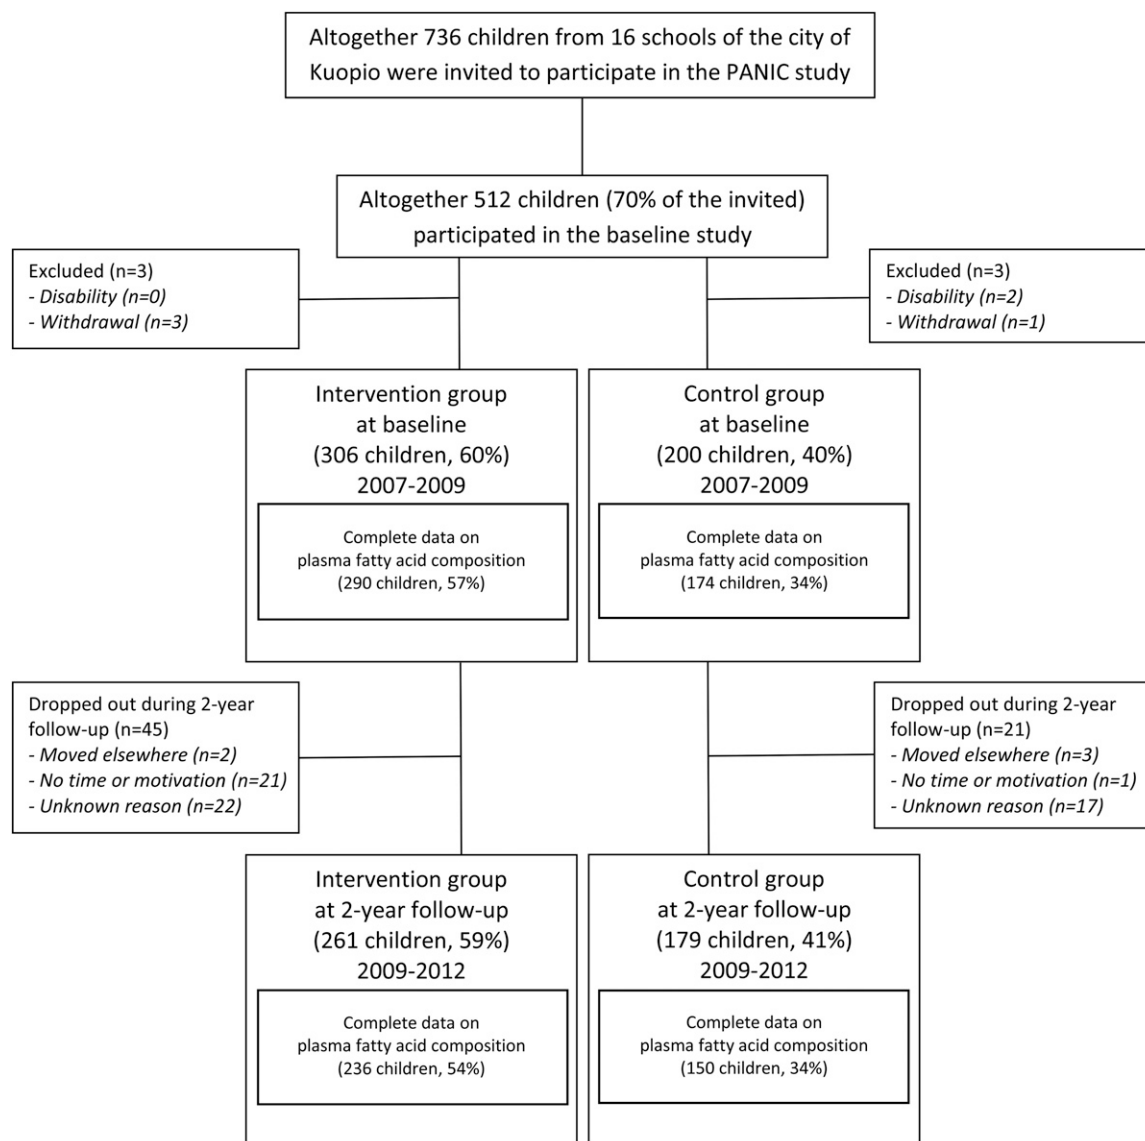 Altogether 736 children from 16 schools of the city of
Kuopio were invited to participate in the PANIC study
Altogether 512 children (70% of the invited)
participated in the baseline study
Excluded (n=3)
- Disability (n=0)
- Withdrawal (n=3)
Excluded (n=3)
- Disability (n=2)
- Withdrawal (n=1)
Intervention group
at baseline
(306 children, 60%)
2007-2009
Complete data on
plasma fatty acid composition
(290 children, 57%)
Control group
at baseline
(200 children, 40%)
2007-2009
Complete data on
plasma fatty acid composition
(174 children, 34%)
Dropped out during 2-year
follow-up (n=45)
- Moved elsewhere (n=2)
- No time or motivation (n=21)
- Unknown reason (n=22)
Dropped out during 2-year
follow-up (n=21)
- Moved elsewhere (n=3)
- No time or motivation (n=1)
- Unknown reason (n=17)
Intervention group
at 2-year follow-up
(261 children, 59%)
2009-2012
Complete data on
plasma fatty acid composition
(236 children, 54%)
Control group
at 2-year follow-up
(179 children, 41%)
2009-2012
Complete data on
plasma fatty acid composition
(150 children, 34%)